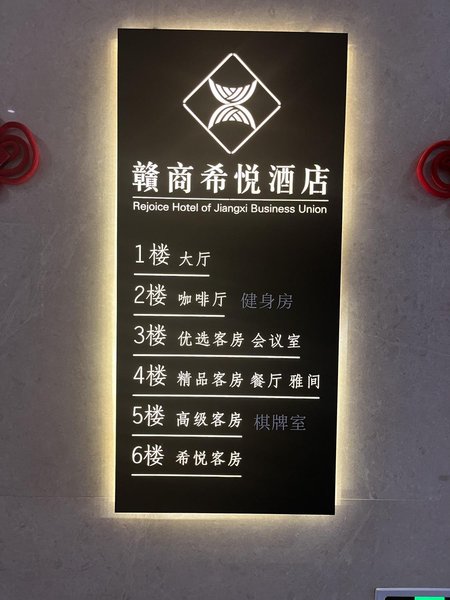 贛商希悦酒店
Rejoice Hotel of Jiangxi Business Union
1楼 大厅
2楼 咖啡厅 健身房
3楼 优选客房 会议室
4楼 精品客房 餐厅 雅间
5楼 高级客房 棋牌室
6楼 希悦客房